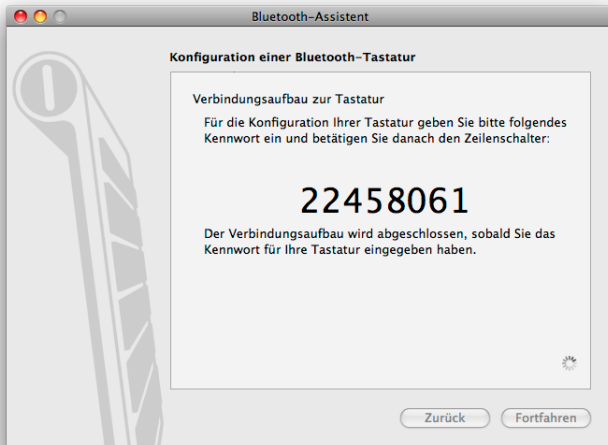 Bluetooth-Assistent
Konfiguration einer Bluetooth-Tastatur
Verbindungsaufbau zur Tastatur
Für die Konfiguration Ihrer Tastatur geben Sie bitte folgendes
Kennwort ein und betätigen Sie danach den Zeilenschalter:
22458061
Der Verbindungsaufbau wird abgeschlossen, sobald Sie das
Kennwort für Ihre Tastatur eingegeben haben.
Zurück
Fortfahren